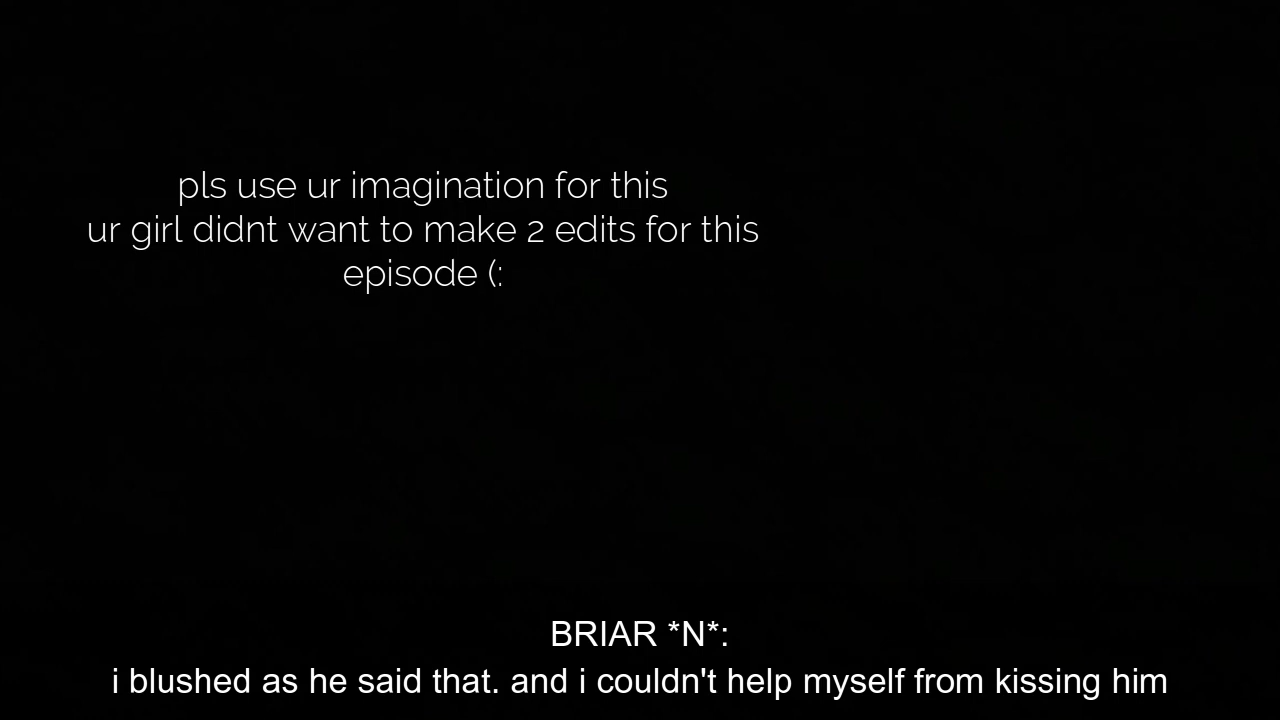 pls use ur imagination for this
ur girl didnt want to make 2 edits for this
episode (:
BRIAR *N*:
i blushed as he said that. and i couldn't help myself from kissing him